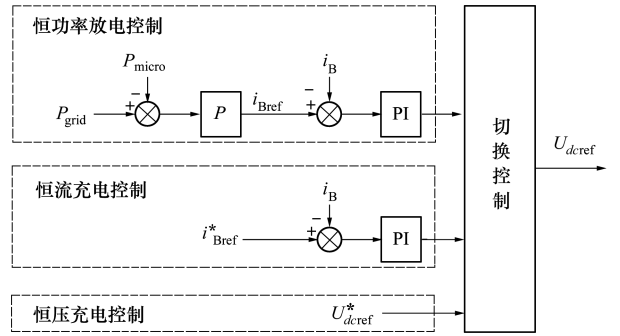 恒功率放电控制
P_micro
i_B
−
+
−
+
P_grid
P
i_Bref
PI
切换控制
U_dcref
恒流充电控制
i_B
−
+
i*_Bref
PI
恒压充电控制
U*_dcref